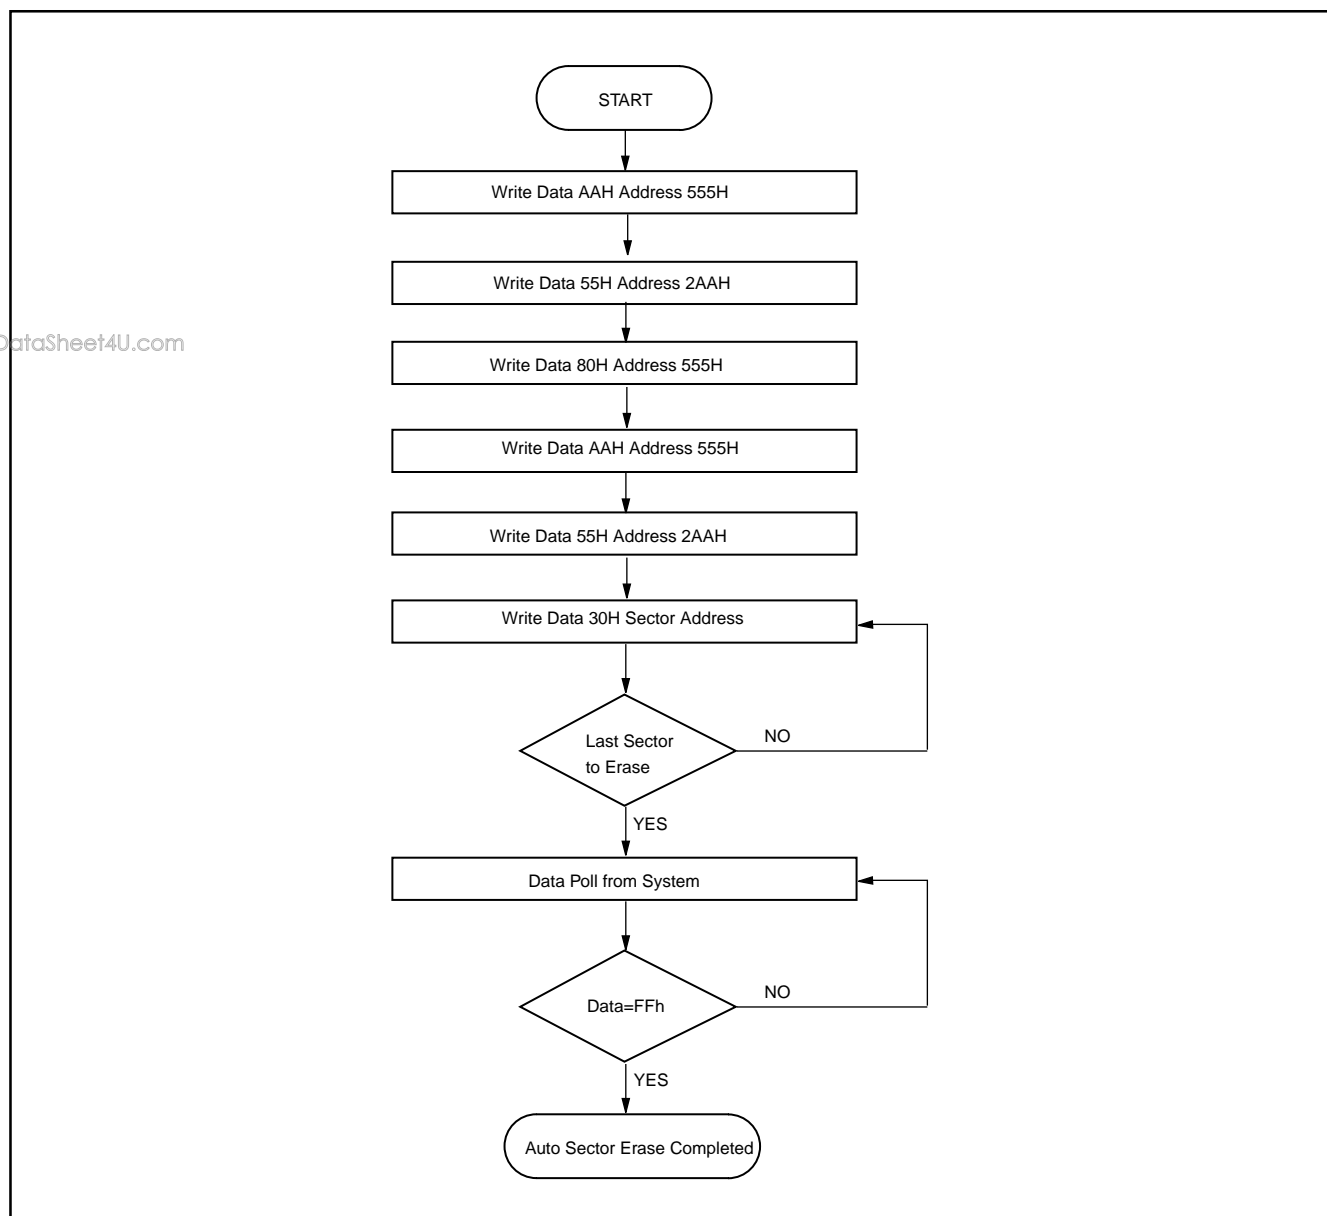 START
Write Data AAH Address 555H
Write Data 55H Address 2AAH
DataSheet4U.com
Write Data 80H Address 555H
Write Data AAH Address 555H
Write Data 55H Address 2AAH
Write Data 30H Sector Address
NO
Last Sector
to Erase
YES
Data Poll from System
NO
Data=FFh
YES
Auto Sector Erase Completed